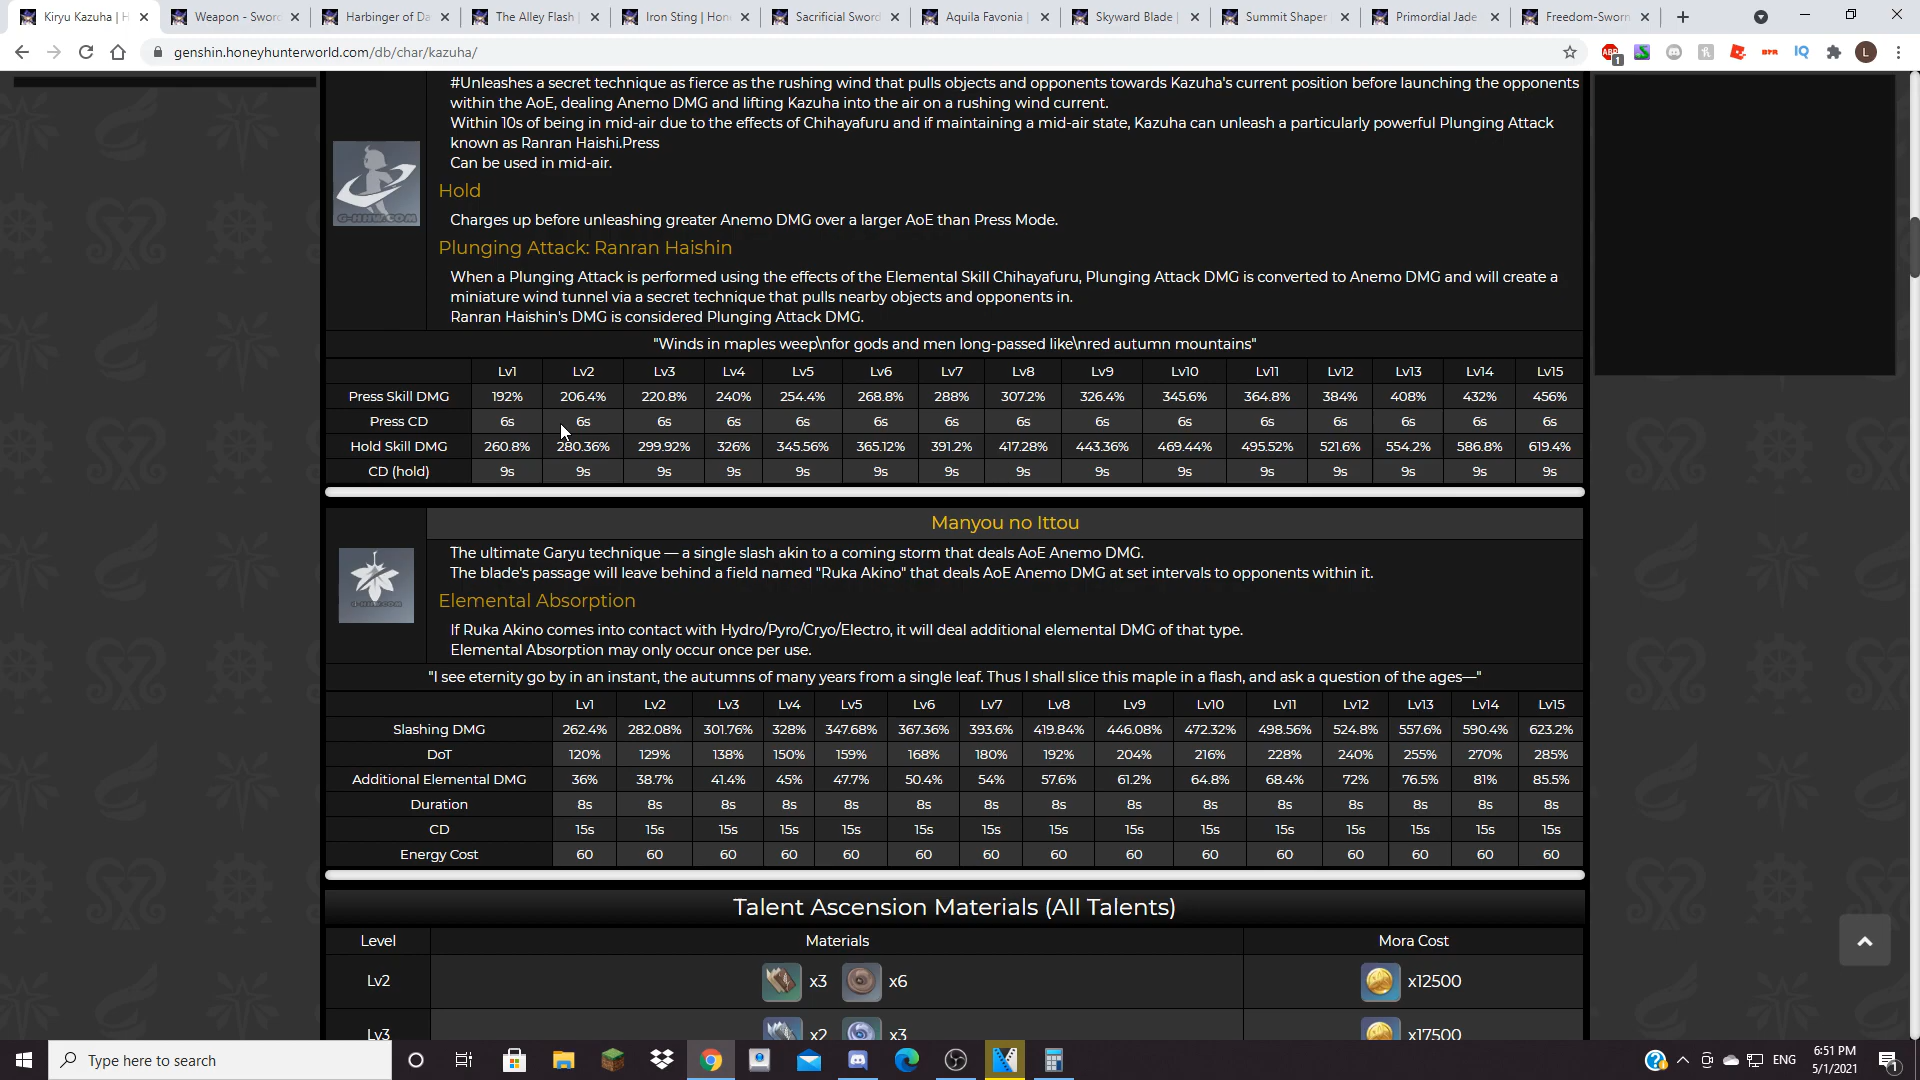 Kiryu Kazuha | H
Weapon - Sword
Harbinger of Da
The Alley Flash |
Iron Sting | Hon
Sacrificial Sword
Aquila Favonia |
Skyward Blade |
Summit Shaper
Primordial Jade
Freedom-Sworn
genshin.honeyhunterworld.com/db/char/kazuha/
#Unleashes a secret technique as fierce as the rushing wind that pulls objects and opponents towards Kazuha's current position before launching the opponents
within the AoE, dealing Anemo DMG and lifting Kazuha into the air on a rushing wind current.
Within 10s of being in mid-air due to the effects of Chihayafuru and if maintaining a mid-air state, Kazuha can unleash a particularly powerful Plunging Attack
known as Ranran Haishi.Press
Can be used in mid-air.
Hold
Charges up before unleashing greater Anemo DMG over a larger AoE than Press Mode.
Plunging Attack: Ranran Haishin
When a Plunging Attack is performed using the effects of the Elemental Skill Chihayafuru, Plunging Attack DMG is converted to Anemo DMG and will create a
miniature wind tunnel via a secret technique that pulls nearby objects and opponents in.
Ranran Haishin's DMG is considered Plunging Attack DMG.
G-HHW.COM
"Winds in maples weep\nfor gods and men long-passed like\nred autumn mountains"
Lv1 Lv2 Lv3 Lv4 Lv5 Lv6 Lv7 Lv8 Lv9 Lv10 Lv11 Lv12 Lv13 Lv14 Lv15
Press Skill DMG 192% 206.4% 220.8% 240% 254.4% 268.8% 288% 307.2% 326.4% 345.6% 364.8% 384% 408% 432% 456%
Press CD 6s 6s 6s 6s 6s 6s 6s 6s 6s 6s 6s 6s 6s 6s 6s
Hold Skill DMG 260.8% 280.36% 299.92% 326% 345.56% 365.12% 391.2% 417.28% 443.36% 469.44% 495.52% 521.6% 554.2% 586.8% 619.4%
CD (hold) 9s 9s 9s 9s 9s 9s 9s 9s 9s 9s 9s 9s 9s 9s 9s
Manyou no Ittou
The ultimate Garyu technique — a single slash akin to a coming storm that deals AoE Anemo DMG.
The blade's passage will leave behind a field named "Ruka Akino" that deals AoE Anemo DMG at set intervals to opponents within it.
Elemental Absorption
If Ruka Akino comes into contact with Hydro/Pyro/Cryo/Electro, it will deal additional elemental DMG of that type.
Elemental Absorption may only occur once per use.
G-HHW.COM
"I see eternity go by in an instant, the autumns of many years from a single leaf. Thus I shall slice this maple in a flash, and ask a question of the ages—"
Lv1 Lv2 Lv3 Lv4 Lv5 Lv6 Lv7 Lv8 Lv9 Lv10 Lv11 Lv12 Lv13 Lv14 Lv15
Slashing DMG 262.4% 282.08% 301.76% 328% 347.68% 367.36% 393.6% 419.84% 446.08% 472.32% 498.56% 524.8% 557.6% 590.4% 623.2%
DoT 120% 129% 138% 150% 159% 168% 180% 192% 204% 216% 228% 240% 255% 270% 285%
Additional Elemental DMG 36% 38.7% 41.4% 45% 47.7% 50.4% 54% 57.6% 61.2% 64.8% 68.4% 72% 76.5% 81% 85.5%
Duration 8s 8s 8s 8s 8s 8s 8s 8s 8s 8s 8s 8s 8s 8s 8s
CD 15s 15s 15s 15s 15s 15s 15s 15s 15s 15s 15s 15s 15s 15s 15s
Energy Cost 60 60 60 60 60 60 60 60 60 60 60 60 60 60 60
Talent Ascension Materials (All Talents)
Level Materials Mora Cost
Lv2 x3 x6 x12500
Lv3 x2 x3 x17500
Type here to search
ENG
6:51 PM
5/1/2021